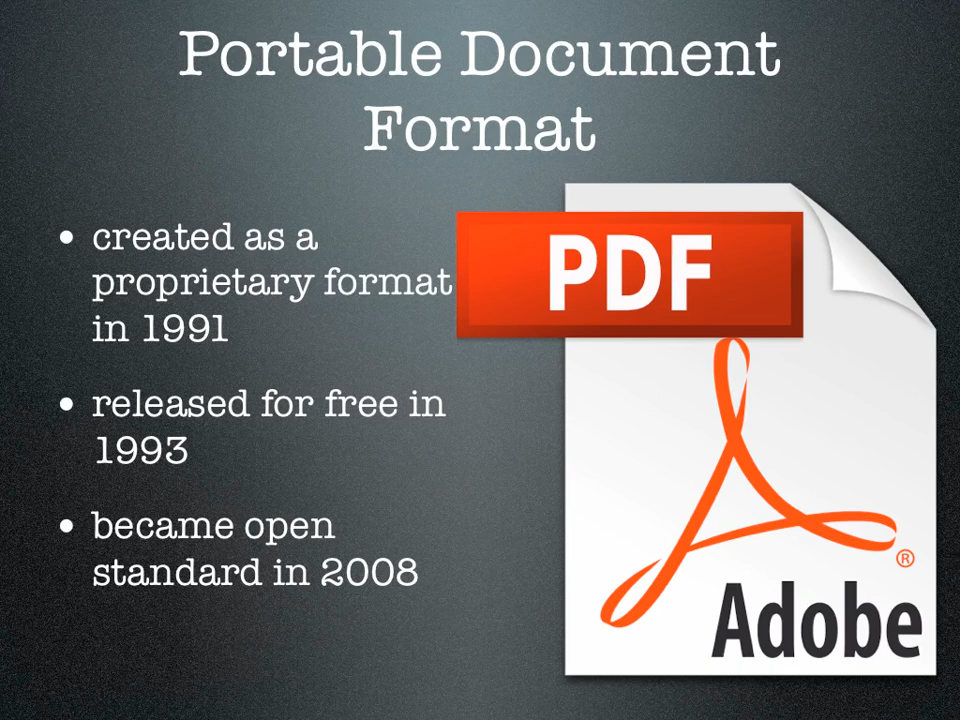 Portable Document
Format
• created as a
proprietary format
in 1991
• released for free in
1993
• became open
standard in 2008
PDF
®
Adobe